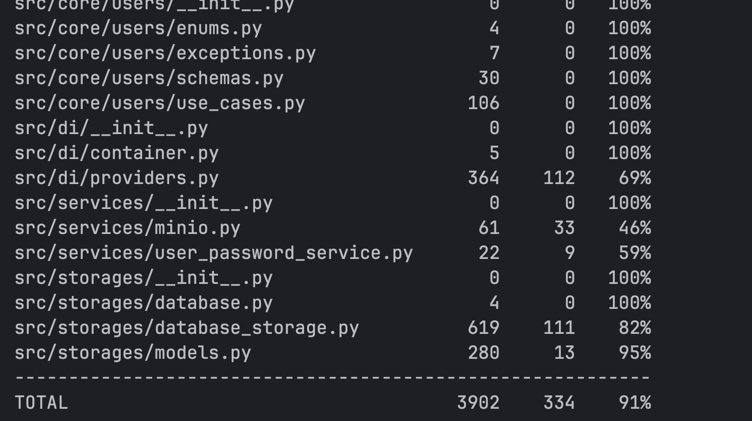 src/core/users/__init__.py 0 0 100%
src/core/users/enums.py 4 0 100%
src/core/users/exceptions.py 7 0 100%
src/core/users/schemas.py 30 0 100%
src/core/users/use_cases.py 106 0 100%
src/di/__init__.py 0 0 100%
src/di/container.py 5 0 100%
src/di/providers.py 364 112 69%
src/services/__init__.py 0 0 100%
src/services/minio.py 61 33 46%
src/services/user_password_service.py 22 9 59%
src/storages/__init__.py 0 0 100%
src/storages/database.py 4 0 100%
src/storages/database_storage.py 619 111 82%
src/storages/models.py 280 13 95%
-----------------------------------------------------------
TOTAL 3902 334 91%